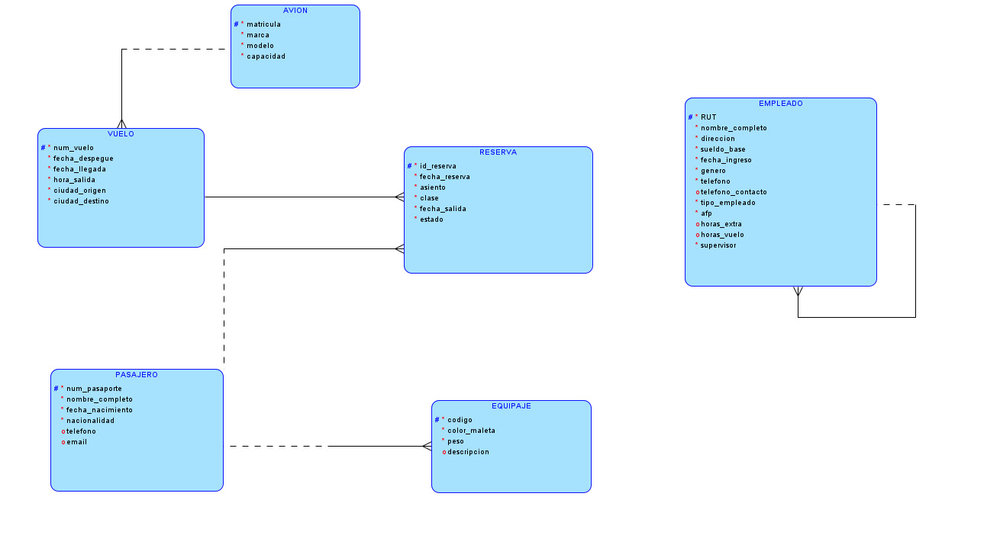 AVION
# * matricula
* marca
* modelo
* capacidad
VUELO
# * num_vuelo
* fecha_despegue
* fecha_llegada
* hora_salida
* ciudad_origen
* ciudad_destino
RESERVA
# * id_reserva
* fecha_reserva
* asiento
* clase
* fecha_salida
* estado
EMPLEADO
# * RUT
* nombre_completo
* direccion
* sueldo_base
* fecha_ingreso
* genero
* telefono
o telefono_contacto
* tipo_empleado
* afp
o horas_extra
o horas_vuelo
* supervisor
PASAJERO
# * num_pasaporte
* nombre_completo
* fecha_nacimiento
* nacionalidad
o telefono
o email
EQUIPAJE
# * codigo
* color_maleta
* peso
o descripcion